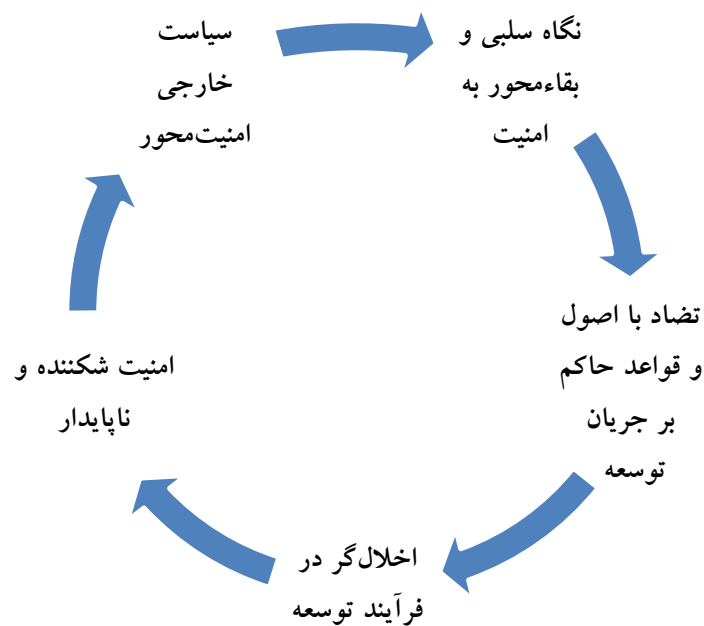 سیاست
خارجی
امنیت‌محور
نگاه سلبی و
بقاءمحور به
امنیت
تضاد با اصول
و قواعد حاکم
بر جریان
توسعه
اخلال‌گر در
فرآیند توسعه
امنیت شکننده و
ناپایدار